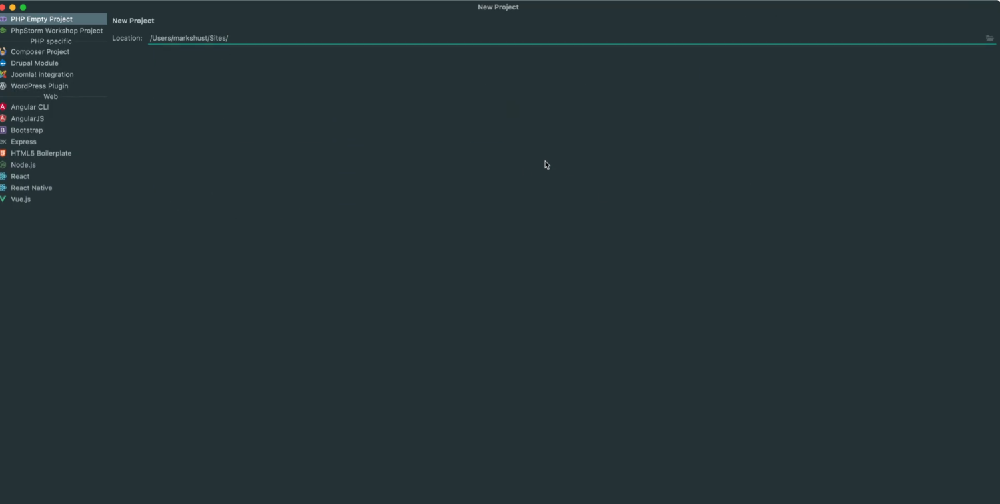 New Project
PHP Empty Project
PhpStorm Workshop Project
PHP specific
Composer Project
Drupal Module
Joomla! integration
WordPress Plugin
Web
Angular CLI
AngularJS
Bootstrap
Express
HTML5 Boilerplate
Node.js
React
React Native
Vue.js
New Project
Location: /Users/markshust/Sites/